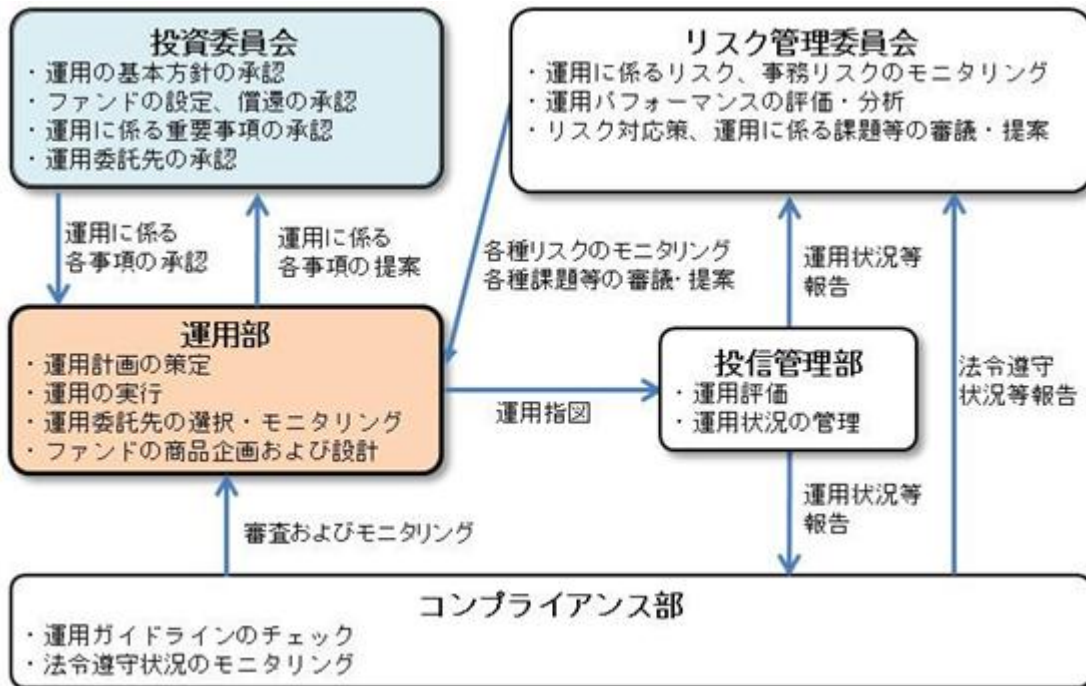 投資委員会
・運用の基本方針の承認
・ファンドの設定、償還の承認
・運用に係る重要事項の承認
・運用委託先の承認
リスク管理委員会
・運用に係るリスク、事務リスクのモニタリング
・運用パフォーマンスの評価・分析
・リスク対応策、運用に係る課題等の審議・提案
運用に係る
各事項の承認
運用に係る
各事項の提案
各種リスクのモニタリング
各種課題等の審議・提案
運用状況等
報告
運用部
・運用計画の策定
・運用の実行
・運用委託先の選択・モニタリング
・ファンドの商品企画および設計
運用指図
投信管理部
・運用評価
・運用状況の管理
法令遵守
状況等報告
審査およびモニタリング
運用状況等
報告
コンプライアンス部
・運用ガイドラインのチェック
・法令遵守状況のモニタリング